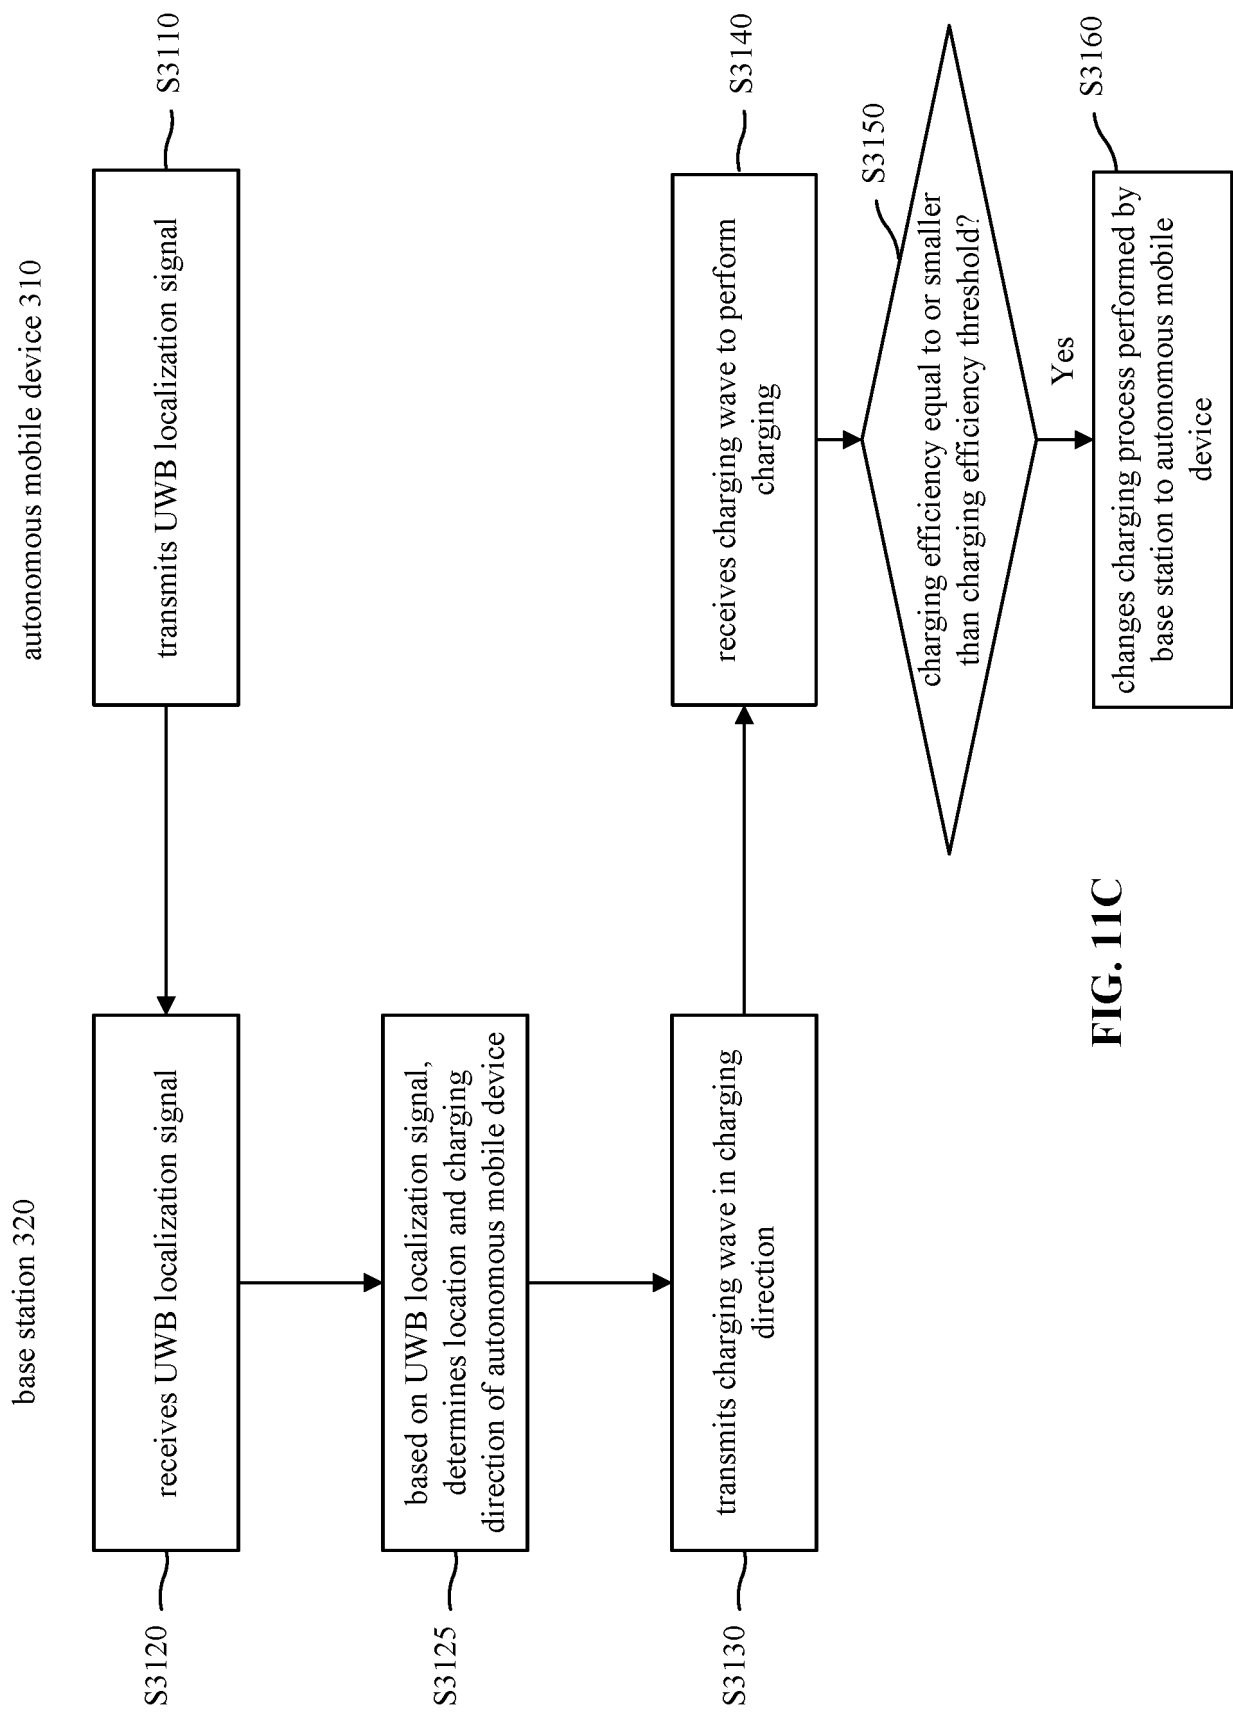 base station 320
autonomous mobile device 310
transmits UWB localization signal
S3110
S3120
receives UWB localization signal
S3125
based on UWB localization signal,
determines location and charging
direction of autonomous mobile device
S3130
transmits charging wave in charging
direction
receives charging wave to perform
charging
S3140
S3150
charging efficiency equal to or smaller
than charging efficiency threshold?
Yes
S3160
changes charging process performed by
base station to autonomous mobile
device
FIG. 11C